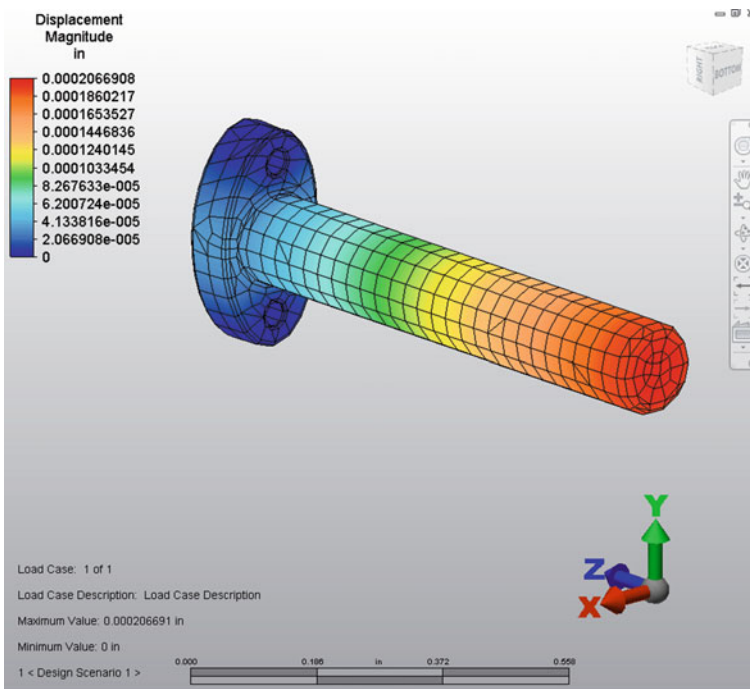 Displacement
Magnitude
in
0.0002066908
0.0001860217
0.0001653527
0.0001446836
0.0001240145
0.0001033454
8.267633e-005
6.200724e-005
4.133816e-005
2.066908e-005
0
RIGHT
BOTTOM
Y
Z
X
Load Case: 1 of 1
Load Case Description: Load Case Description
Maximum Value: 0.000206691 in
Minimum Value: 0 in
1 < Design Scenario 1 >
0.000 0.186 in 0.372 0.558